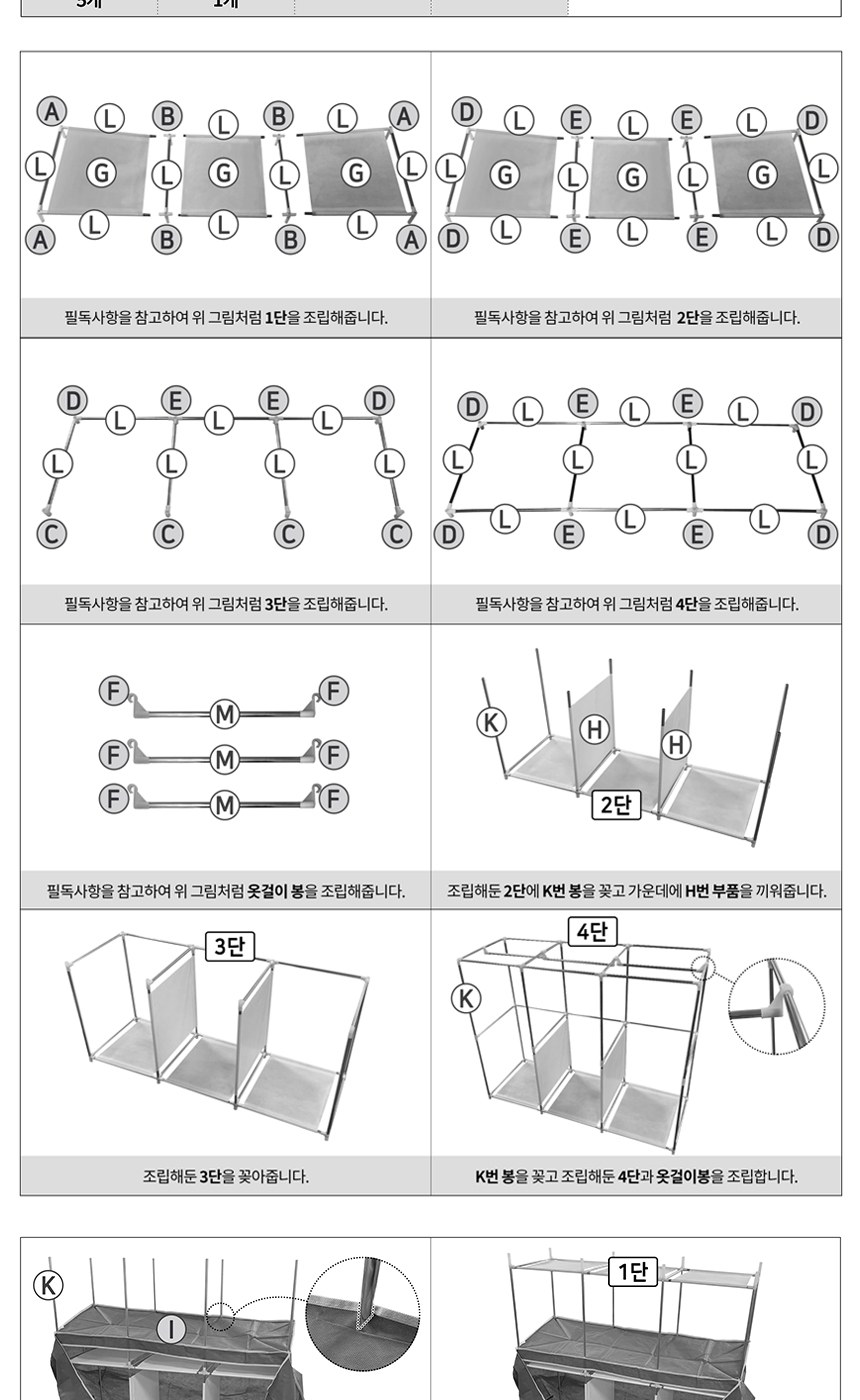 5개 1개
A L B L B L A
L G L G L G L
A L B L B L A
D L E L E L D
L G L G L G L
D L E L E L D
필독사항을 참고하여 위 그림처럼 1단을 조립해줍니다.
필독사항을 참고하여 위 그림처럼 2단을 조립해줍니다.
D L E L E L D
L L L L
C C C C
D L E L E L D
L L L L
D L E L E L D
필독사항을 참고하여 위 그림처럼 3단을 조립해줍니다.
필독사항을 참고하여 위 그림처럼 4단을 조립해줍니다.
F M F
F M F
F M F
K H H
2단
필독사항을 참고하여 위 그림처럼 옷걸이 봉을 조립해줍니다.
조립해둔 2단에 K번 봉을 꽂고 가운데에 H번 부품을 끼워줍니다.
3단
4단
K
조립해둔 3단을 꽂아줍니다.
K번 봉을 꽂고 조립해둔 4단과 옷걸이봉을 조립합니다.
K
I
1단